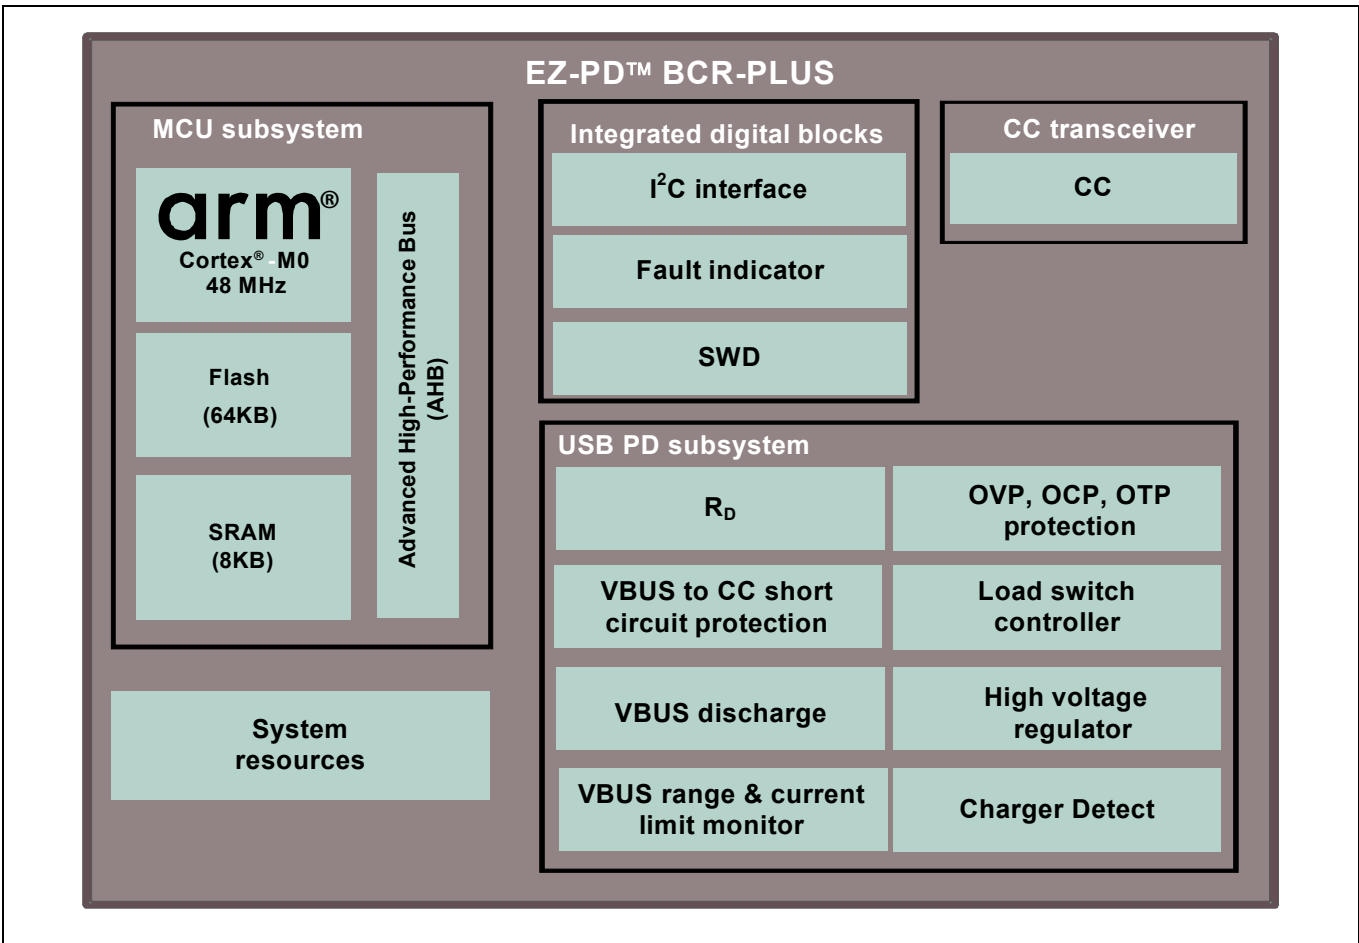 EZ-PD™ BCR-PLUS
MCU subsystem
arm®
Cortex®-M0
48 MHz
Flash
(64KB)
SRAM
(8KB)
Advanced High-Performance Bus
(AHB)
System
resources
Integrated digital blocks
I²C interface
Fault indicator
SWD
CC transceiver
CC
USB PD subsystem
R_D
OVP, OCP, OTP
protection
VBUS to CC short
circuit protection
Load switch
controller
VBUS discharge
High voltage
regulator
VBUS range & current
limit monitor
Charger Detect